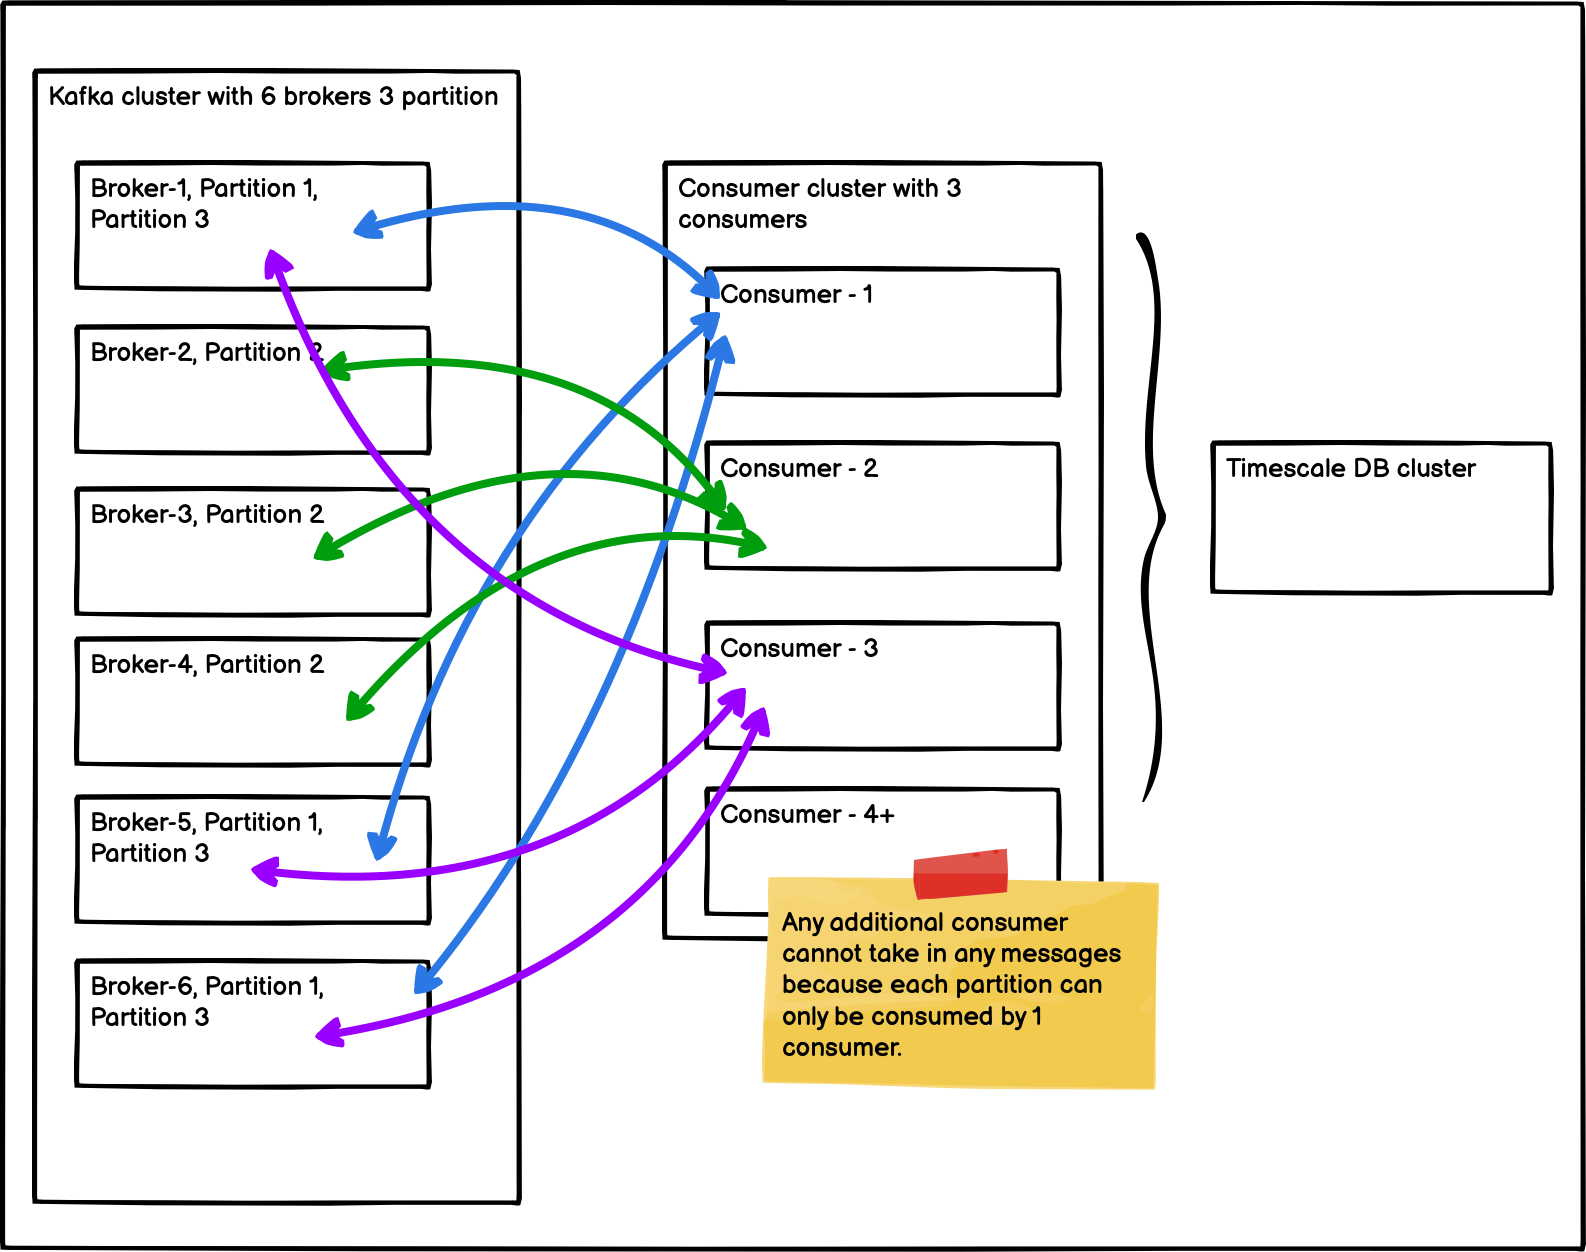 Kafka cluster with 6 brokers 3 partition
Broker-1, Partition 1,
Partition 3
Broker-2, Partition 2
Broker-3, Partition 2
Broker-4, Partition 2
Broker-5, Partition 1,
Partition 3
Broker-6, Partition 1,
Partition 3
Consumer cluster with 3
consumers
Consumer - 1
Consumer - 2
Consumer - 3
Consumer - 4+
Any additional consumer
cannot take in any messages
because each partition can
only be consumed by 1
consumer.
Timescale DB cluster